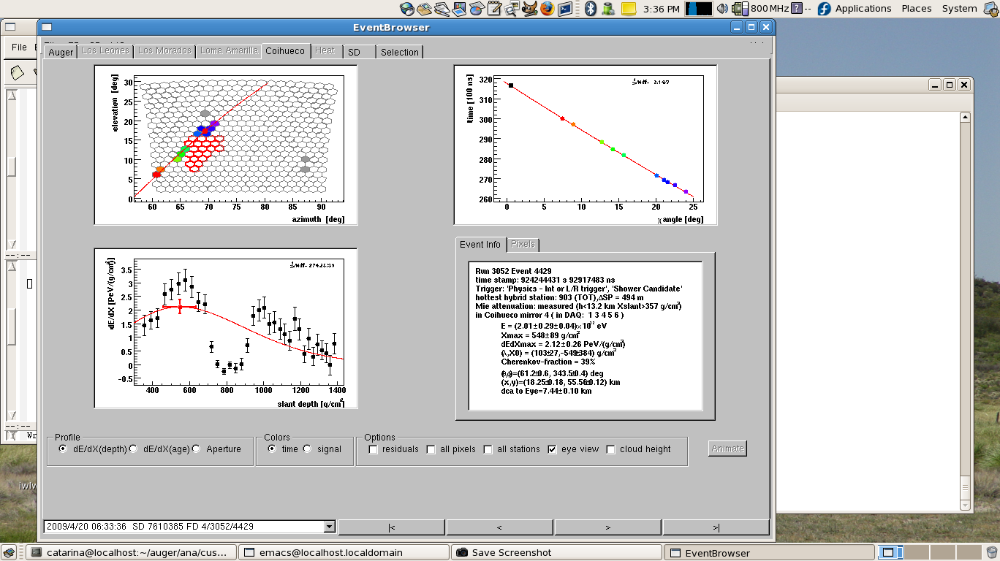 3:36 PM
800 MHz
? --
Applications Places System
EventBrowser
File
Auger Los Leones Los Morados Loma Amarilla Coihueco Heat SD Selection
elevation [deg]
30
25
20
15
10
5
0
60 65 70 75 80 85 90
azimuth [deg]
time [100 ns]
320
310
300
290
280
270
260
0 5 10 15 20 25
χ angle [deg]
dE/dX [PeV/(g/cm²)]
3.5
3
2.5
2
1.5
1
0.5
0
-0.5
400 600 800 1000 1200 1400
slant depth [g/cm²]
Event Info Pixels
Run 3052 Event 4429
time stamp: 924244431 s 92917483 ns
Trigger: 'Physics - Int or L/R trigger', 'Shower Candidate'
hottest hybrid station: 903 (TOT),ΔSP = 494 m
Mie attenuation: measured (h<13.2 km Xslant>357 g/cm²)
in Coihueco mirror 4 ( in DAQ: 1 3 4 5 6 )
E = (2.01±0.29±0.04)×10 eV
Xmax = 548±89 g/cm²
dEdXmax = 2.12±0.26 PeV/(g/cm²)
(λ,X0) = (103±27,-549±384) g/cm²
Cherenkov-fraction = 39%
=(61.2±0.6, 343.5±0.4) deg
(x,y)=(18.25±0.18, 55.56±0.12) km
dca to Eye=7.44±0.10 km
Profile
dE/dX(depth) dE/dX(age) Aperture
Colors
time signal
Options
residuals all pixels all stations eye view cloud height
Animate
iwlw
2009/4/20 06:33:36 SD 7610385 FD 4/3052/4429
|< < > >|
catarina@localhost:~/auger/ana/cus...
emacs@localhost.localdomain
Save Screenshot
EventBrowser